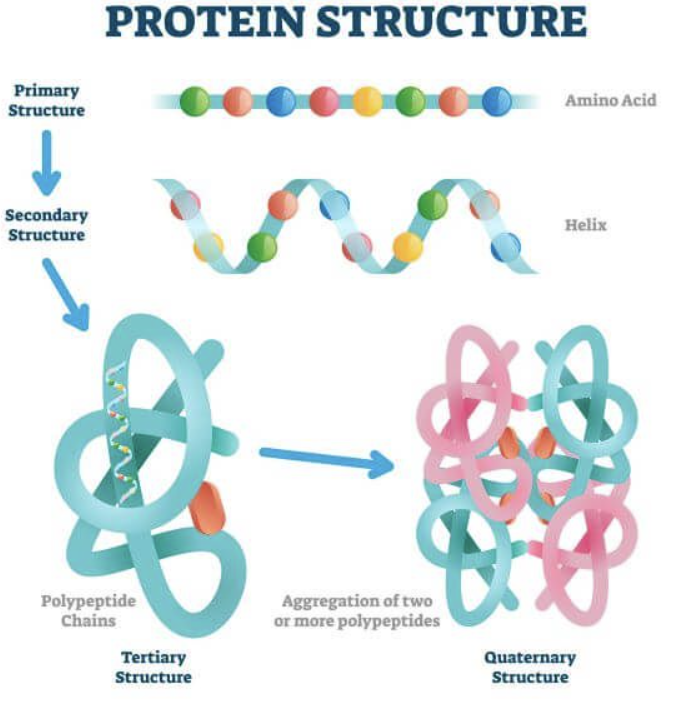 PROTEIN STRUCTURE
Primary
Structure
Amino Acid
Secondary
Structure
Helix
Polypeptide
Chains
Aggregation of two
or more polypeptides
Tertiary
Structure
Quaternary
Structure